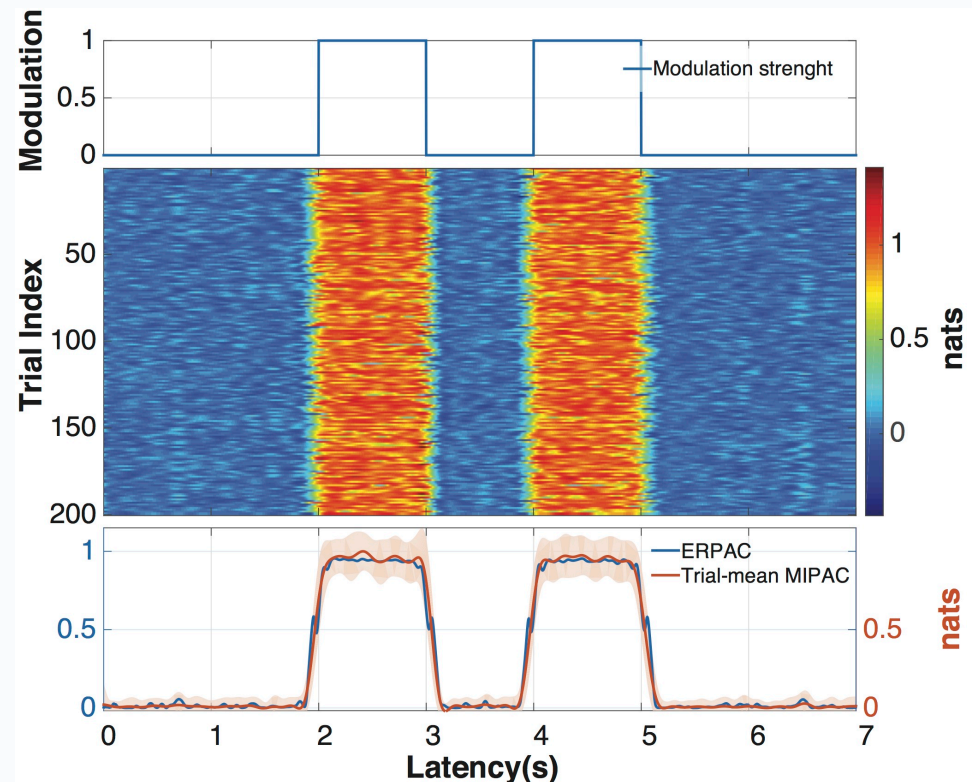 Modulation
1
0.5
0
Modulation strenght
Trial Index
50
100
150
200
1
0.5
0
nats
1
0.5
0
ERPAC
Trial-mean MIPAC
0.5
0
nats
0 1 2 3 4 5 6 7
Latency(s)